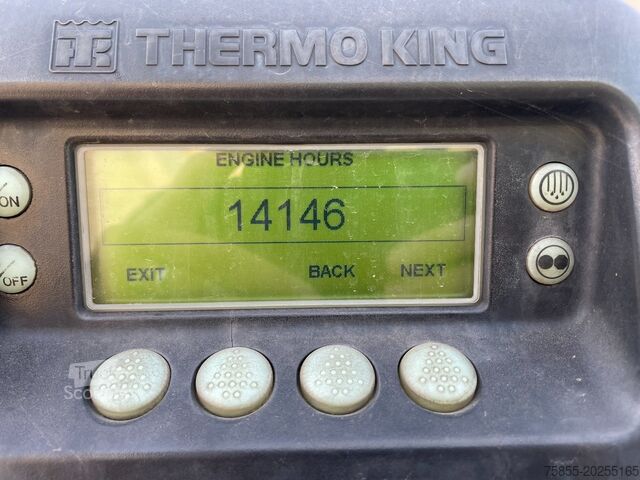 THERMO KING
ENGINE HOURS
14146
EXIT BACK NEXT
ON
OFF
75855-20255165